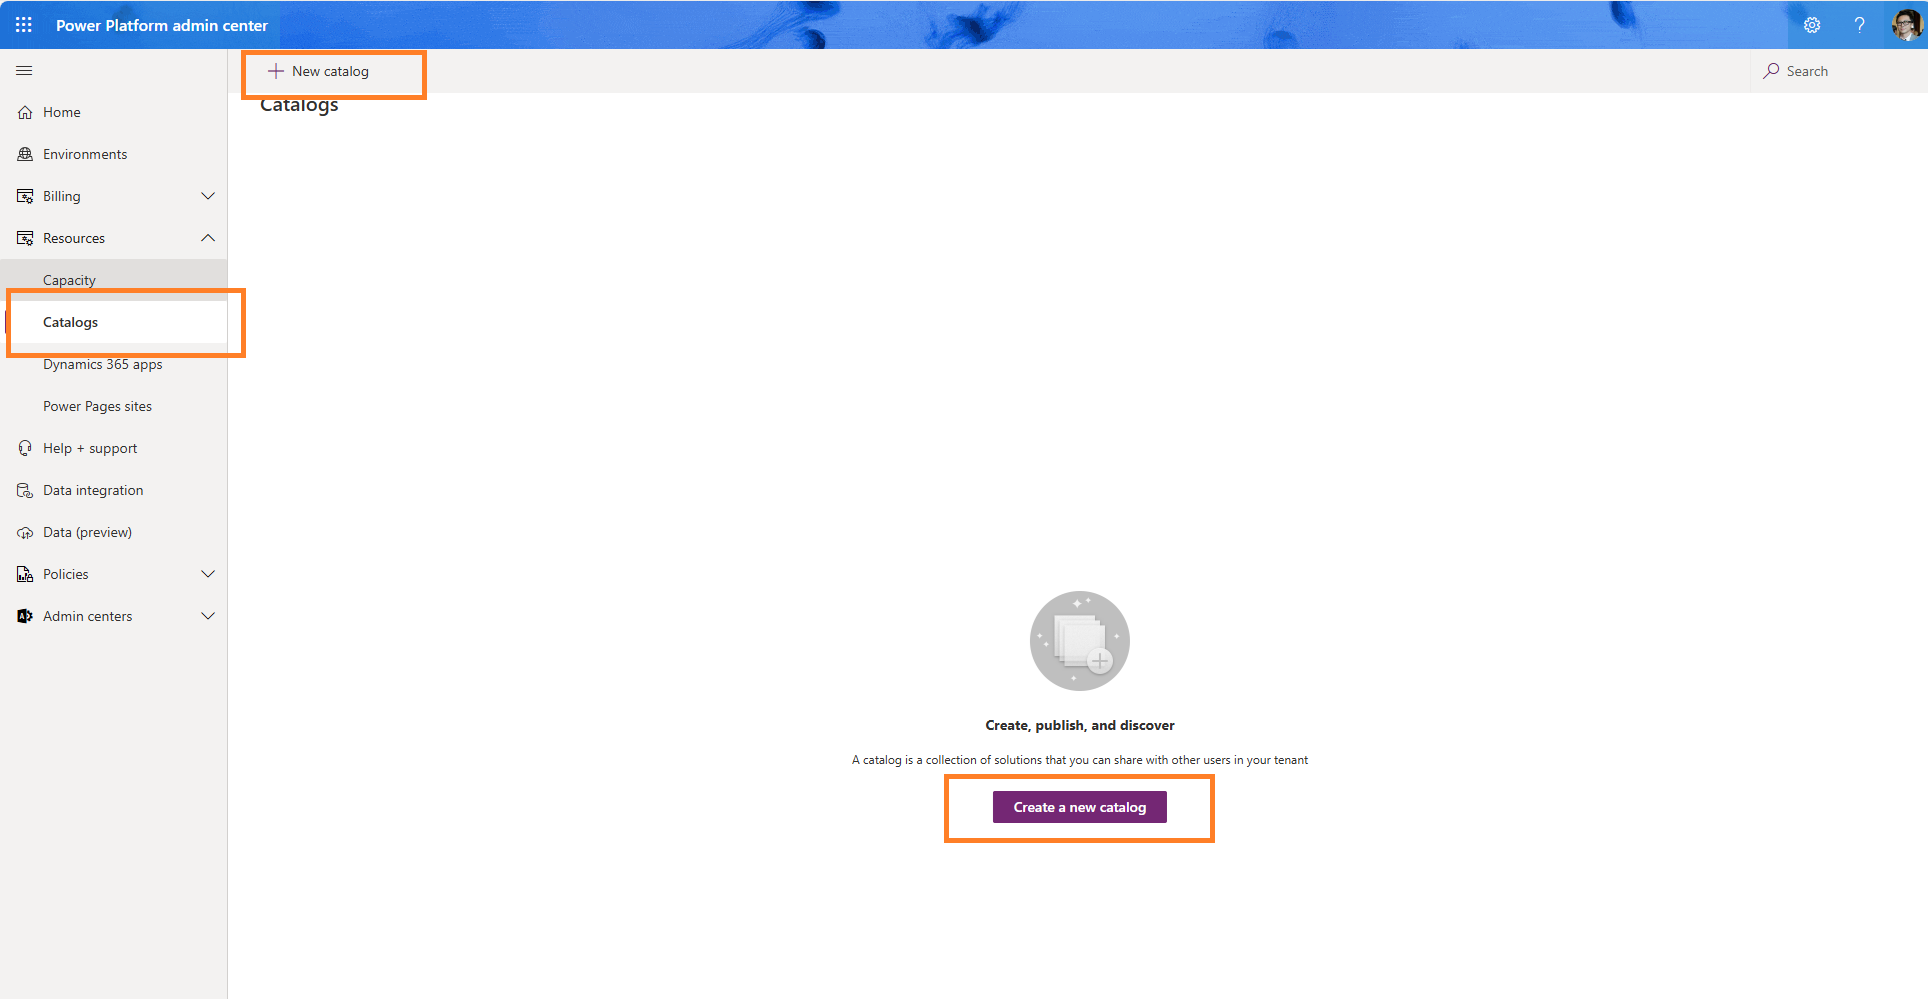 Power Platform admin center
?
New catalog
Search
Catalogs
Home
Environments
Billing
Resources
Capacity
Catalogs
Dynamics 365 apps
Power Pages sites
Help + support
Data integration
Data (preview)
Policies
Admin centers
Create, publish, and discover
A catalog is a collection of solutions that you can share with other users in your tenant
Create a new catalog